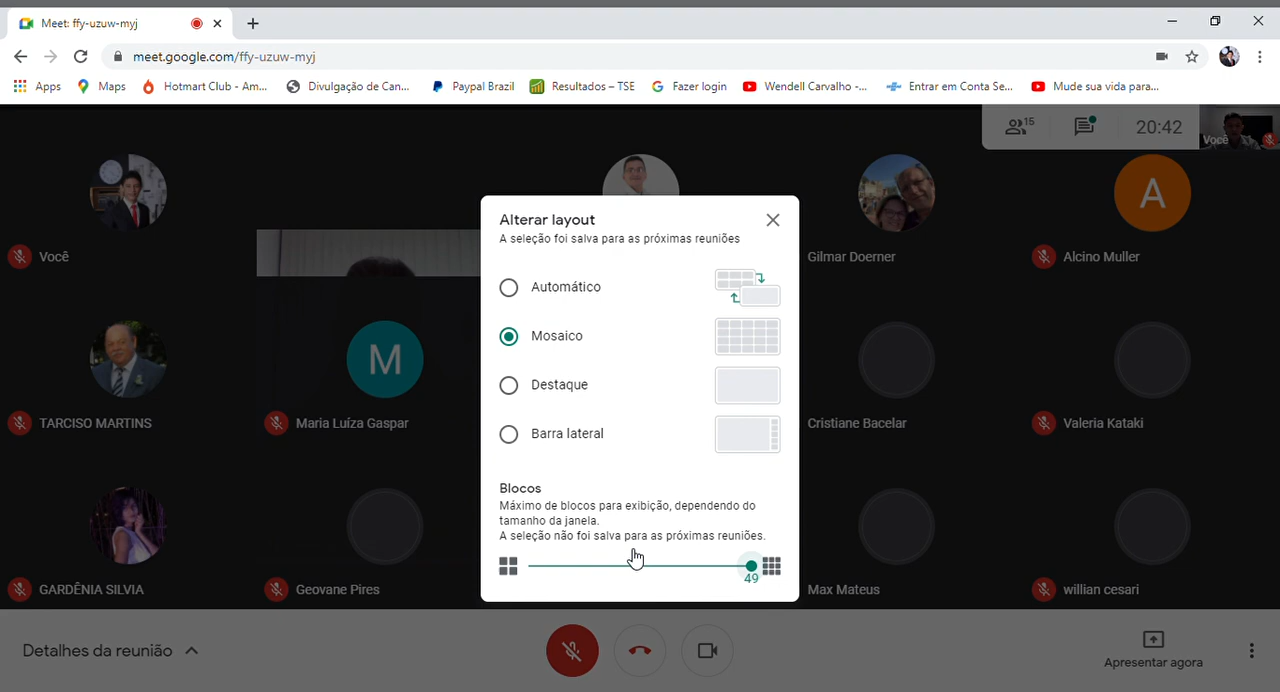 Meet: ffy-uzuw-myj
meet.google.com/ffy-uzuw-myj
Apps
Maps
Hotmart Club - Am...
Divulgação de Can...
Paypal Brazil
Resultados – TSE
Fazer login
Wendell Carvalho -...
Entrar em Conta Se...
Mude sua vida para...
15
20:42
Você
A
Você
Gilmar Doerner
Alcino Muller
M
TARCISO MARTINS
Maria Luíza Gaspar
Cristiane Bacelar
Valeria Kataki
GARDÊNIA SILVIA
Geovane Pires
Max Mateus
willian cesari
Alterar layout
A seleção foi salva para as próximas reuniões
Automático
Mosaico
Destaque
Barra lateral
Blocos
Máximo de blocos para exibição, dependendo do
tamanho da janela.
A seleção não foi salva para as próximas reuniões.
49
Detalhes da reunião
Apresentar agora